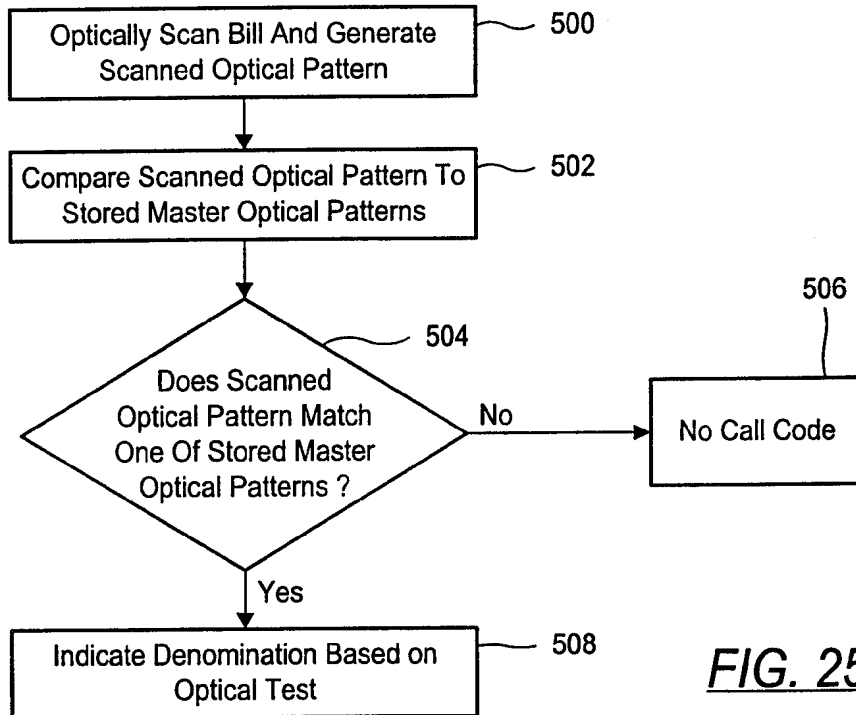 Optically Scan Bill And Generate
Scanned Optical Pattern
500
Compare Scanned Optical Pattern To
Stored Master Optical Patterns
502
504
Does Scanned
Optical Pattern Match
One Of Stored Master
Optical Patterns ?
No
506
No Call Code
Yes
Indicate Denomination Based on
Optical Test
508
FIG. 25